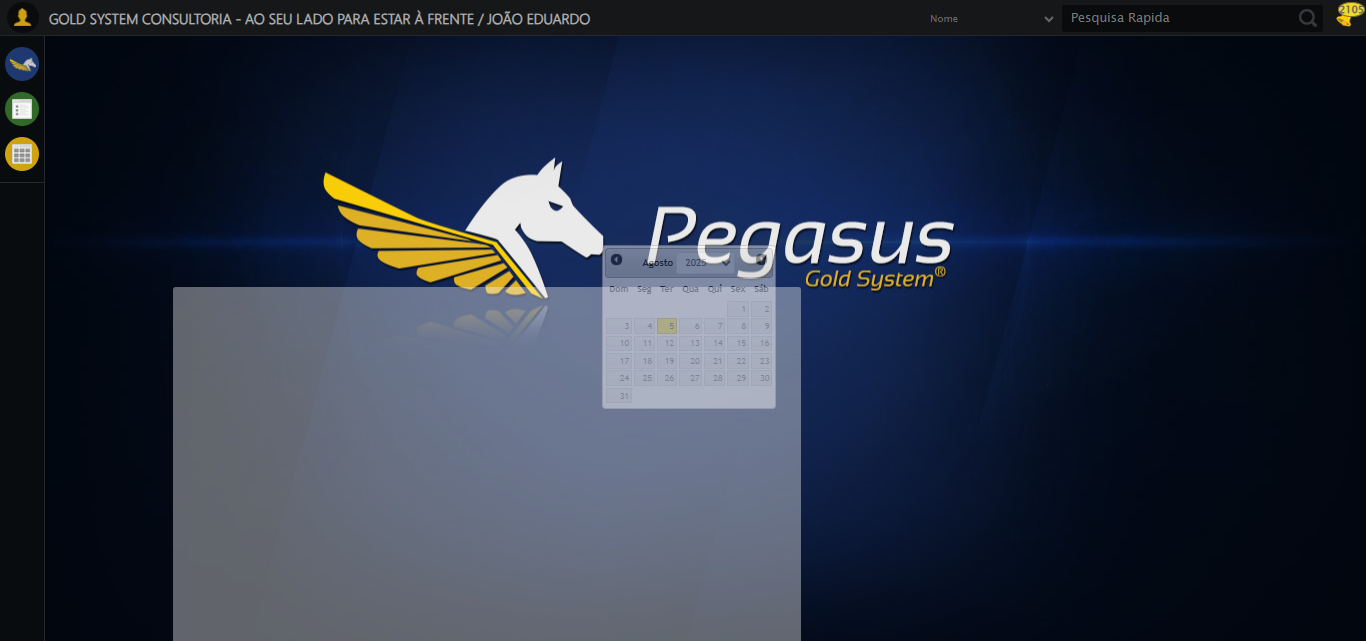 GOLD SYSTEM CONSULTORIA - AO SEU LADO PARA ESTAR À FRENTE / JOÃO EDUARDO
Nome
Pesquisa Rapida
2105
Pegasus
Gold System®
Agosto 2025
Dom Seg Ter Qua Qui Sex Sáb
1 2
3 4 5 6 7 8 9
10 11 12 13 14 15 16
17 18 19 20 21 22 23
24 25 26 27 28 29 30
31